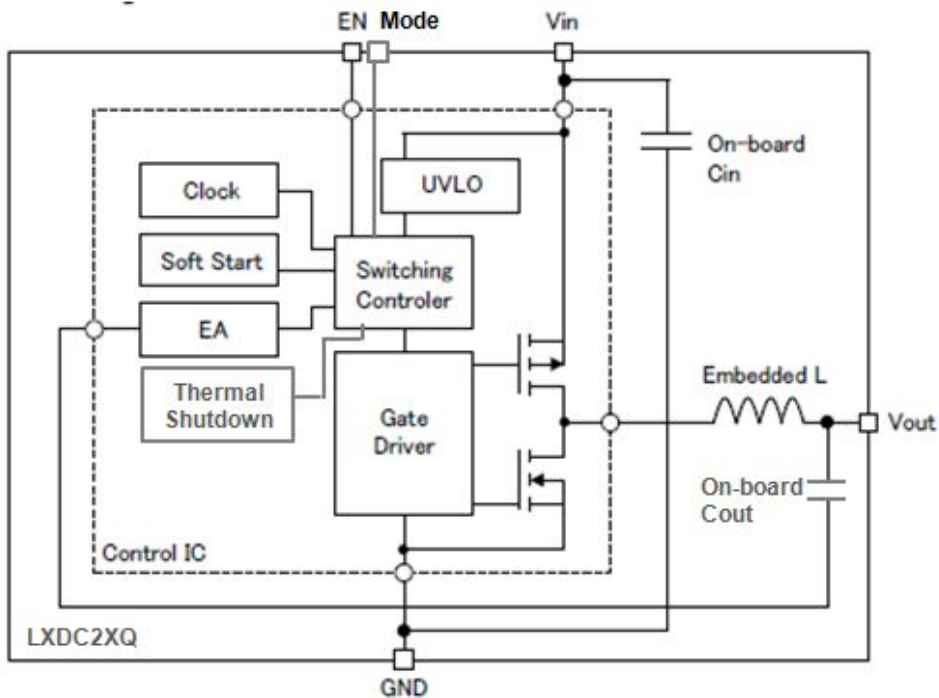 EN Mode
Vin
On-board
Cin
Clock
UVLO
Soft Start
Switching
Controler
EA
Thermal
Shutdown
Gate
Driver
Embedded L
Vout
On-board
Cout
Control IC
LXDC2XQ
GND